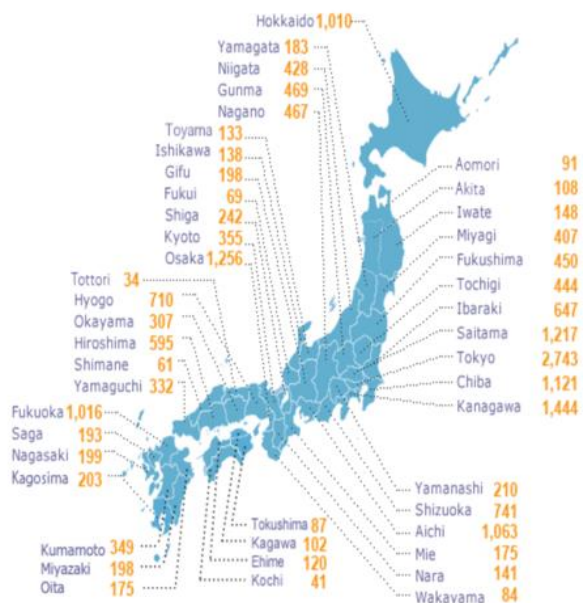 Hokkaido 1,010
Yamagata 183
Niigata 428
Gunma 469
Nagano 467
Toyama 133
Ishikawa 138
Gifu 198
Fukui 69
Shiga 242
Kyoto 355
Osaka 1,256
Tottori 34
Hyogo 710
Okayama 307
Hiroshima 595
Shimane 61
Yamaguchi 332
Fukuoka 1,016
Saga 193
Nagasaki 199
Kagosima 203
Kumamoto 349
Miyazaki 198
Oita 175
Tokushima 87
Kagawa 102
Ehime 120
Kochi 41
Aomori 91
Akita 108
Iwate 148
Miyagi 407
Fukushima 450
Tochigi 444
Ibaraki 647
Saitama 1,217
Tokyo 2,743
Chiba 1,121
Kanagawa 1,444
Yamanashi 210
Shizuoka 741
Aichi 1,063
Mie 175
Nara 141
Wakayama 84